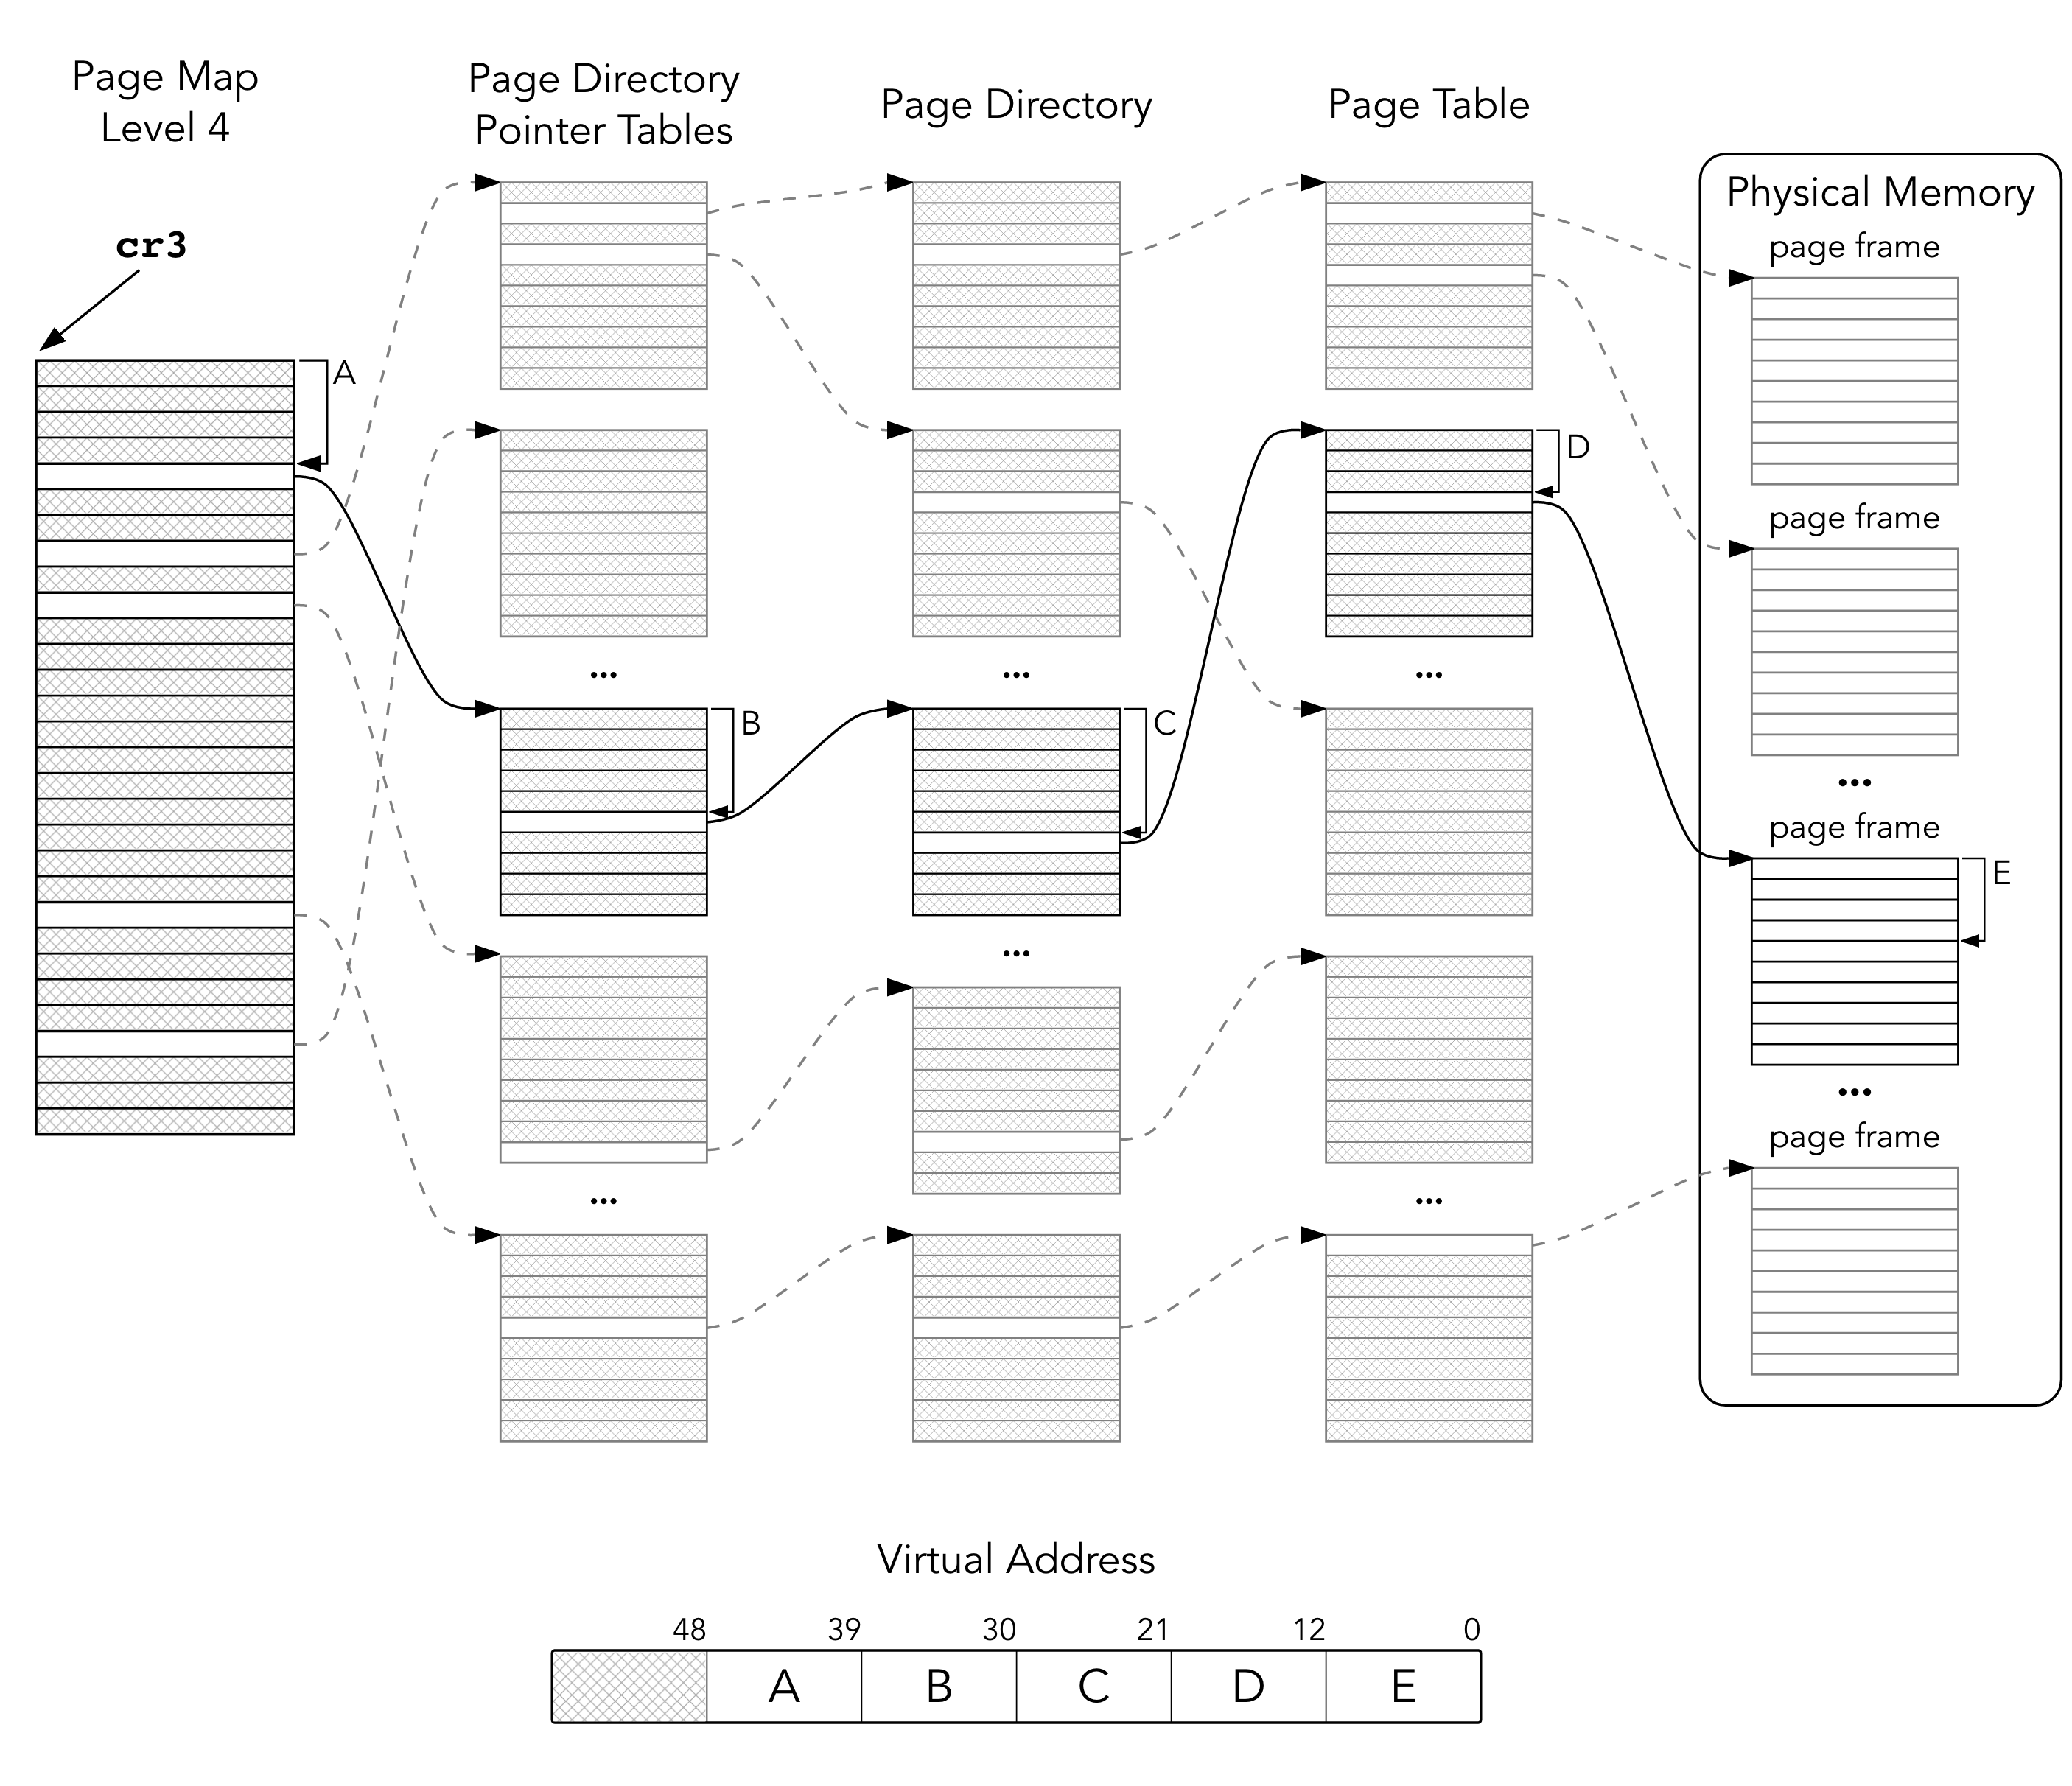 Page Map
Level 4
Page Directory
Pointer Tables
Page Directory
Page Table
Physical Memory
cr3
page frame
A
D
page frame
...
...
...
B
C
...
page frame
E
...
...
page frame
...
...
Virtual Address
48 39 30 21 12 0
A B C D E